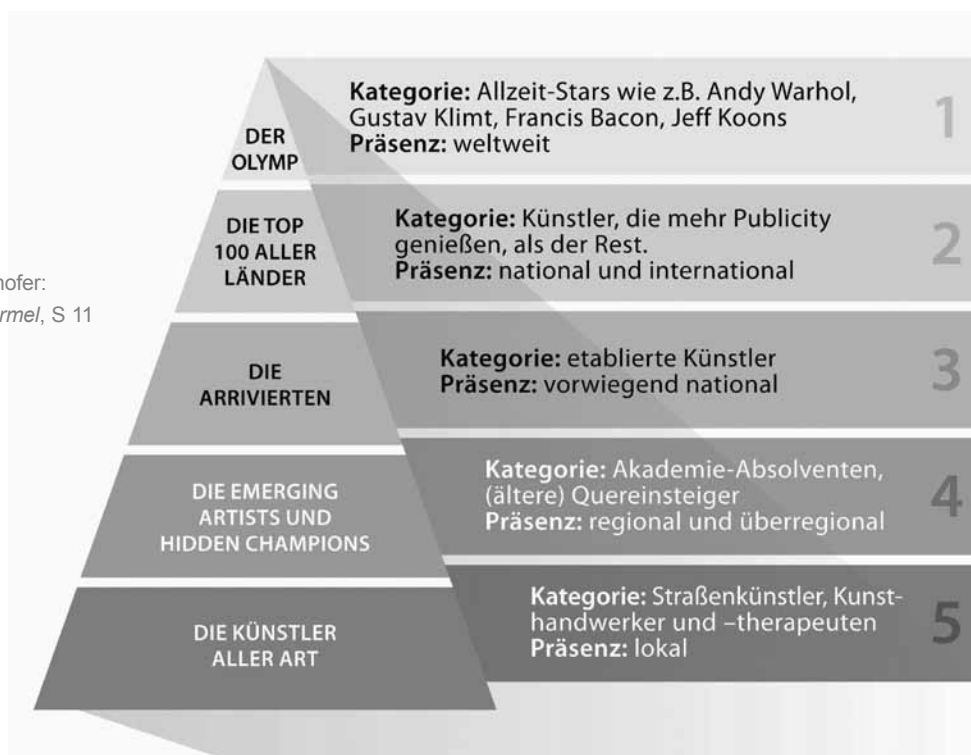 DER
OLYMP
Kategorie: Allzeit-Stars wie z.B. Andy Warhol,
Gustav Klimt, Francis Bacon, Jeff Koons
Präsenz: weltweit
1
DIE TOP
100 ALLER
LÄNDER
Kategorie: Künstler, die mehr Publicity
genießen, als der Rest.
Präsenz: national und international
2
hofer:
rmel, S 11
DIE
ARRIVIERTEN
Kategorie: etablierte Künstler
Präsenz: vorwiegend national
3
DIE EMERGING
ARTISTS UND
HIDDEN CHAMPIONS
Kategorie: Akademie-Absolventen,
(ältere) Quereinsteiger
Präsenz: regional und überregional
4
DIE KÜNSTLER
ALLER ART
Kategorie: Straßenkünstler, Kunst-
handwerker und –therapeuten
Präsenz: lokal
5